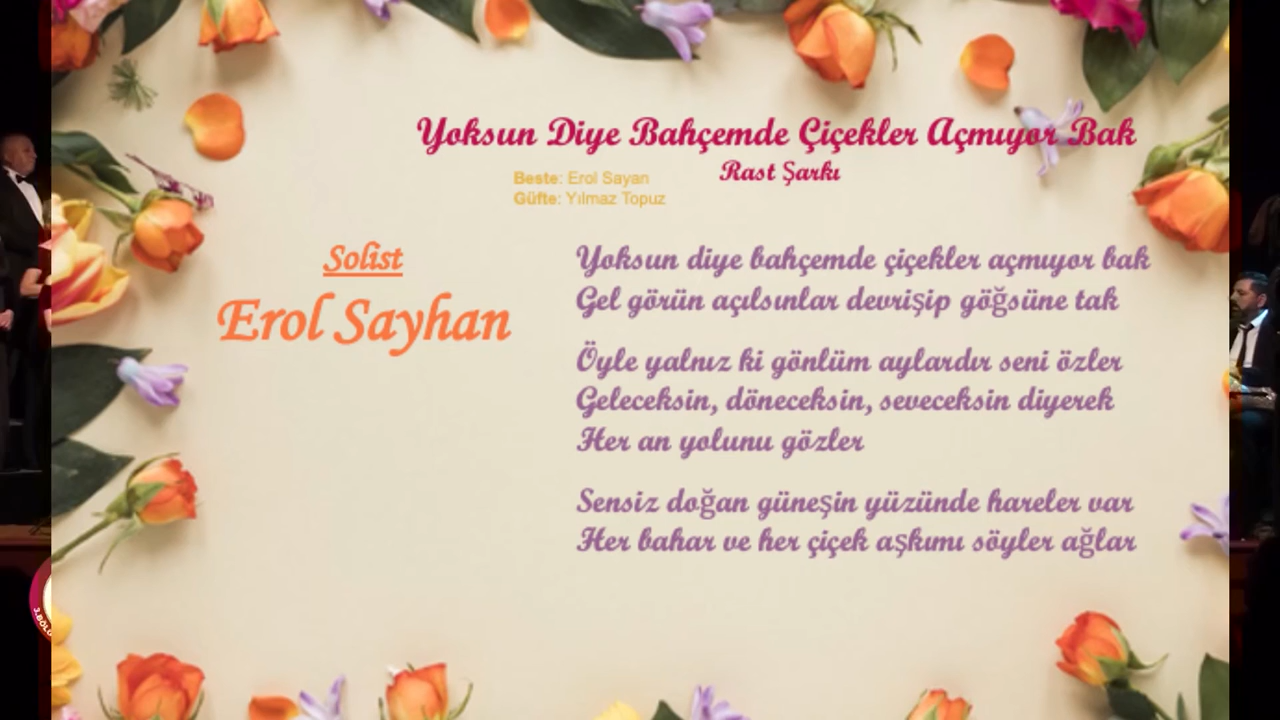 Yoksun Diye Bahçemde Çiçekler Açmıyor Bak
Rast Şarkı
Beste: Erol Sayan
Güfte: Yılmaz Topuz
Solist
Erol Sayhan
Yoksun diye bahçemde çiçekler açmıyor bak
Gel görün açılsınlar devrişip göğsüne tak
Öyle yalnız ki gönlüm aylardır seni özler
Geleceksin, döneceksin, seveceksin diyerek
Her an yolunu gözler
Sensiz doğan güneşin yüzünde hareler var
Her bahar ve her çiçek aşkımı söyler ağlar